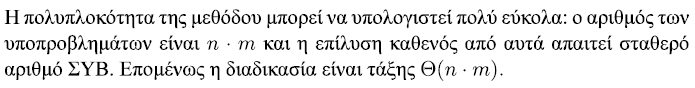 Η πολυπλοκότητα της μεθόδου μπορεί να υπολογιστεί πολύ εύκολα: ο αριθμός των
υποπροβλημάτων είναι n · m και η επίλυση καθενός από αυτά απαιτεί σταθερό
αριθμό ΣΥΒ. Επομένως η διαδικασία είναι τάξης Θ(n · m).